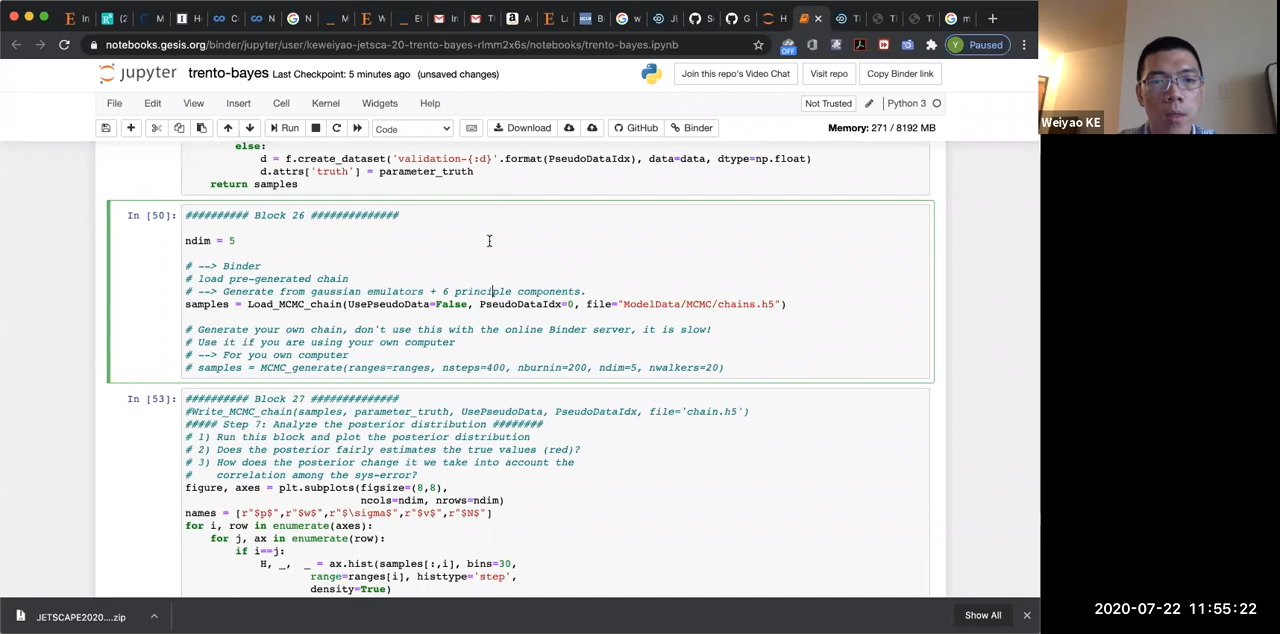 In
(2
M
I
H
C
C
N
G
N
M
E
W
E
M
In
M
T
A
E
L
B
G
w
Ji
S
G
H
T
T
T
G
m
notebooks.gesis.org/binder/jupyter/user/keweiyao-jetsca-20-trento-bayes-rlmm2x6s/notebooks/trento-bayes.ipynb
OFF
Y Paused
jupyter trento-bayes Last Checkpoint: 5 minutes ago (unsaved changes)
Join this repo's Video Chat
Visit repo
Copy Binder link
File Edit View Insert Cell Kernel Widgets Help
Not Trusted
Python 3
Run
Code
Download
GitHub
Binder
Memory: 271 / 8192 MB
Weiyao KE
else:
d = f.create_dataset('validation-{:d}'.format(PseudoDataIdx), data=data, dtype=np.float)
d.attrs['truth'] = parameter_truth
return samples
In [50]: ########## Block 26 ##############
ndim = 5
# --> Binder
# load pre-generated chain
# --> Generate from gaussian emulators + 6 principle components.
samples = Load_MCMC_chain(UsePseudoData=False, PseudoDataIdx=0, file="ModelData/MCMC/chains.h5")
# Generate your own chain, don't use this with the online Binder server, it is slow!
# Use it if you are using your own computer
# --> For you own computer
# samples = MCMC_generate(ranges=ranges, nsteps=400, nburnin=200, ndim=5, nwalkers=20)
In [53]: ########## Block 27 ##############
#Write_MCMC_chain(samples, parameter_truth, UsePseudoData, PseudoDataIdx, file='chain.h5')
##### Step 7: Analyze the posterior distribution ########
# 1) Run this block and plot the posterior distribution
# 2) Does the posterior fairly estimates the true values (red)?
# 3) How does the posterior change it we take into account the
#    correlation among the sys-error?
figure, axes = plt.subplots(figsize=(8,8),
ncols=ndim, nrows=ndim)
names = [r"$p$",r"$w$",r"$\sigma$",r"$v$",r"$N$"]
for i, row in enumerate(axes):
for j, ax in enumerate(row):
if i==j:
H, _, _ = ax.hist(samples[:,i], bins=30,
range=ranges[i], histtype='step',
density=True)
JETSCAPE2020....zip
Show All
2020-07-22 11:55:22